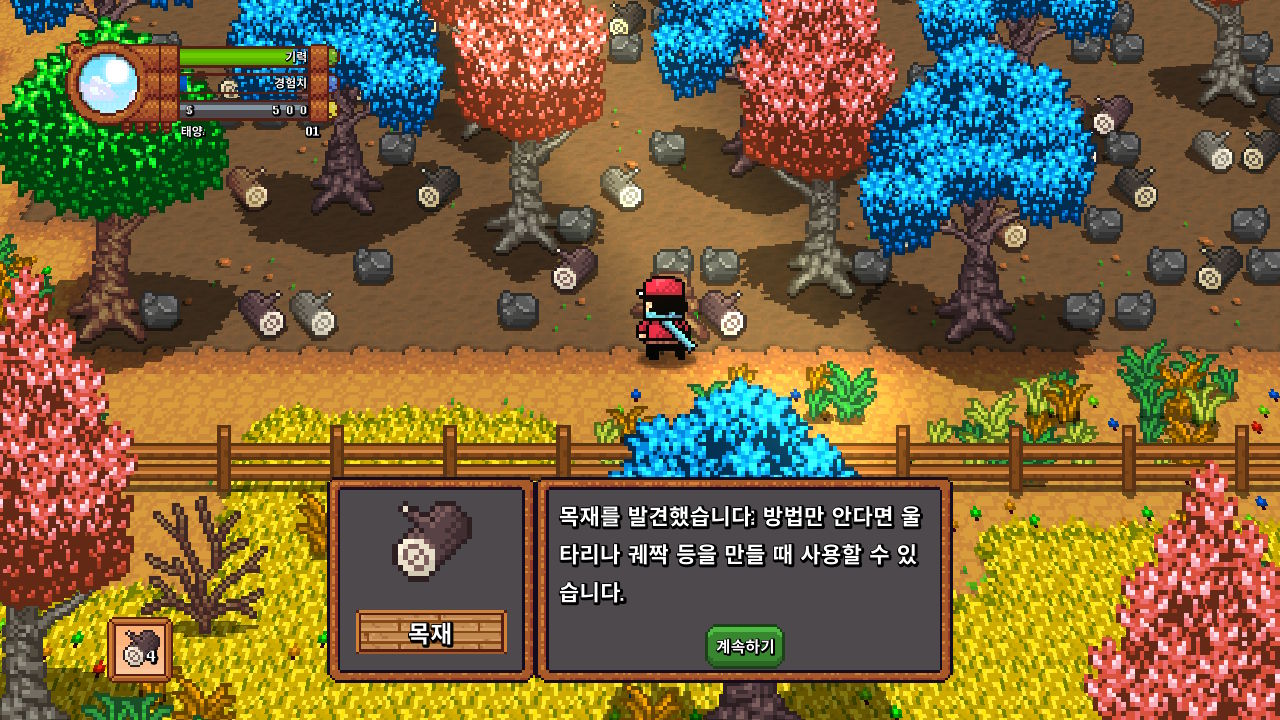 기력
경험치
$ 500
태양 01
목재를 발견했습니다; 방법만 안다면 울
타리나 궤짝 등을 만들 때 사용할 수 있
습니다.
목재
계속하기
4